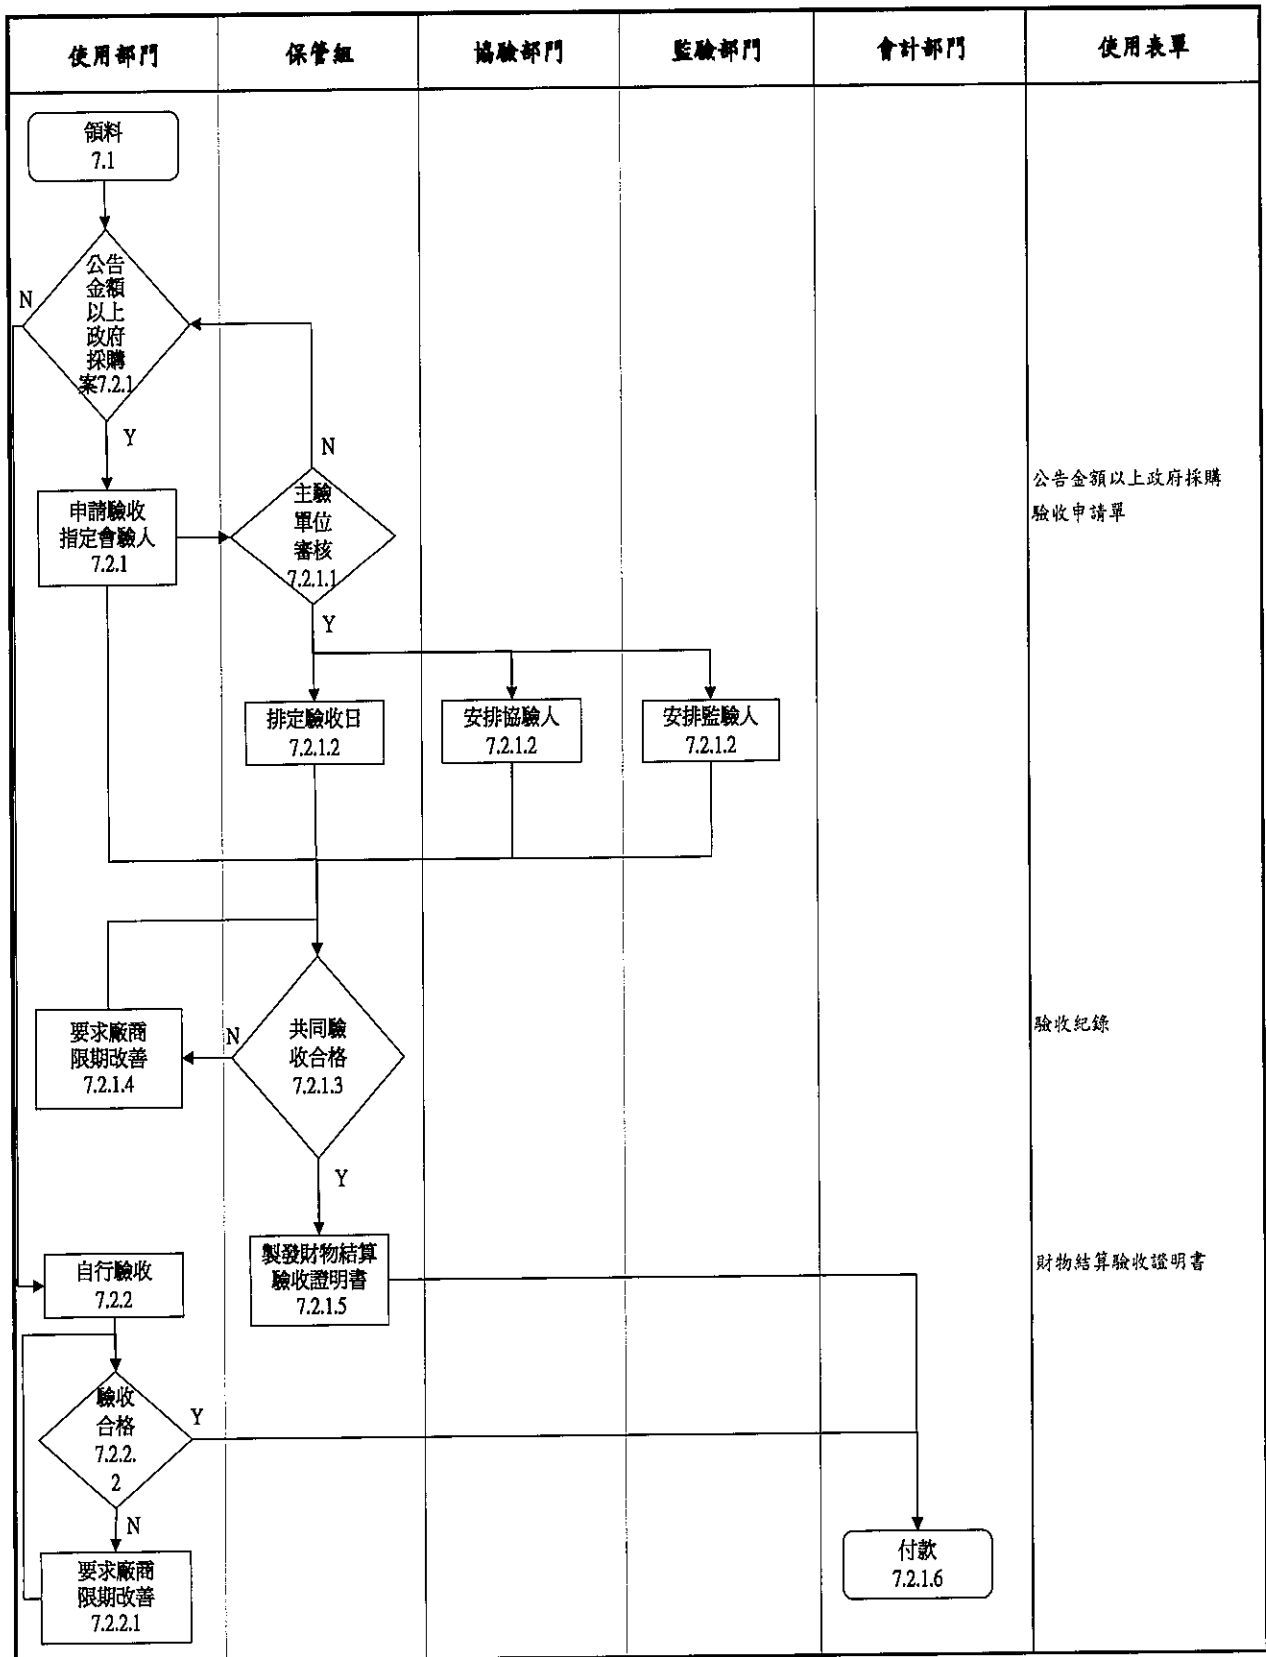 使用部門
保管組
協驗部門
監驗部門
會計部門
使用表單
領料
7.1
公告
金額
以上
政府
採購
案7.2.1
N
Y
申請驗收
指定會驗人
7.2.1
N
主驗
單位
審核
7.2.1.1
Y
公告金額以上政府採購
驗收申請單
排定驗收日
7.2.1.2
安排協驗人
7.2.1.2
安排監驗人
7.2.1.2
要求廠商
限期改善
7.2.1.4
N
共同驗
收合格
7.2.1.3
Y
驗收紀錄
自行驗收
7.2.2
製發財物結算
驗收證明書
7.2.1.5
財物結算驗收證明書
驗收
合格
7.2.2.
2
Y
N
要求廠商
限期改善
7.2.2.1
付款
7.2.1.6